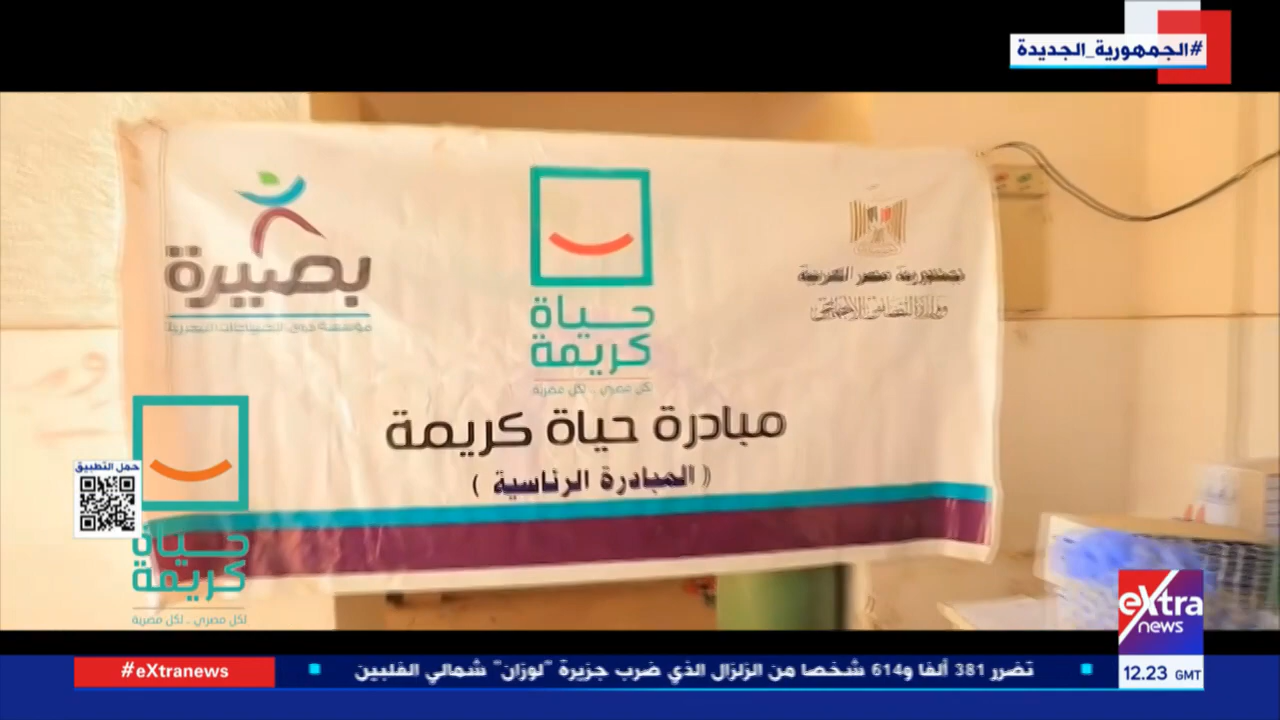 #الجمهورية_الجديدة
جمهورية مصر العربية
وزارة التضامن الاجتماعي
حياة
كريمة
لكل مصري .. لكل مصرية
بصيرة
مبادرة حياة كريمة
( المبادرة الرئاسية )
حمل التطبيق
حياة
كريمة
لكل مصري .. لكل مصرية
eXtra
news
12.23 GMT
تضرر 381 ألفا و614 شخصا من الزلزال الذي ضرب جزيرة "لوزان" شمالي الفلبين
#eXtranews